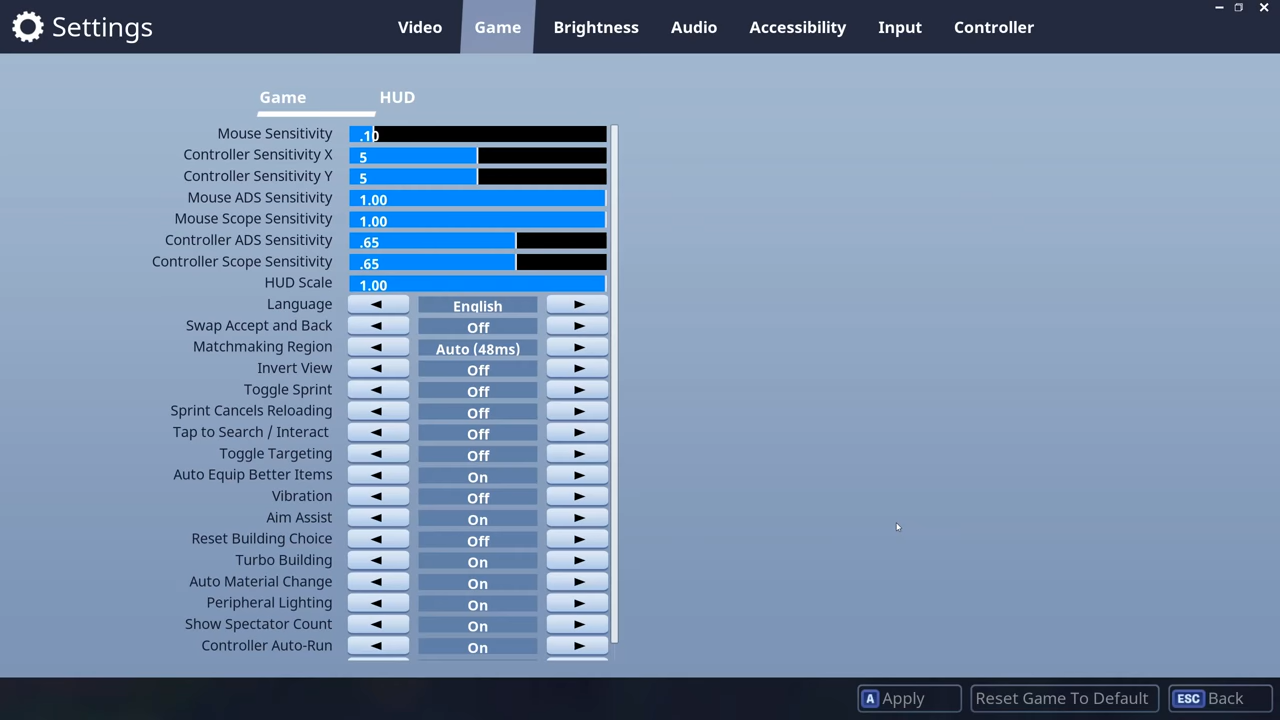 Settings Video Game Brightness Audio Accessibility Input Controller
Game HUD
Mouse Sensitivity .10
Controller Sensitivity X 5
Controller Sensitivity Y 5
Mouse ADS Sensitivity 1.00
Mouse Scope Sensitivity 1.00
Controller ADS Sensitivity .65
Controller Scope Sensitivity .65
HUD Scale 1.00
Language English
Swap Accept and Back Off
Matchmaking Region Auto (48ms)
Invert View Off
Toggle Sprint Off
Sprint Cancels Reloading Off
Tap to Search / Interact Off
Toggle Targeting Off
Auto Equip Better Items On
Vibration Off
Aim Assist On
Reset Building Choice Off
Turbo Building On
Auto Material Change On
Peripheral Lighting On
Show Spectator Count On
Controller Auto-Run On
A Apply Reset Game To Default ESC Back